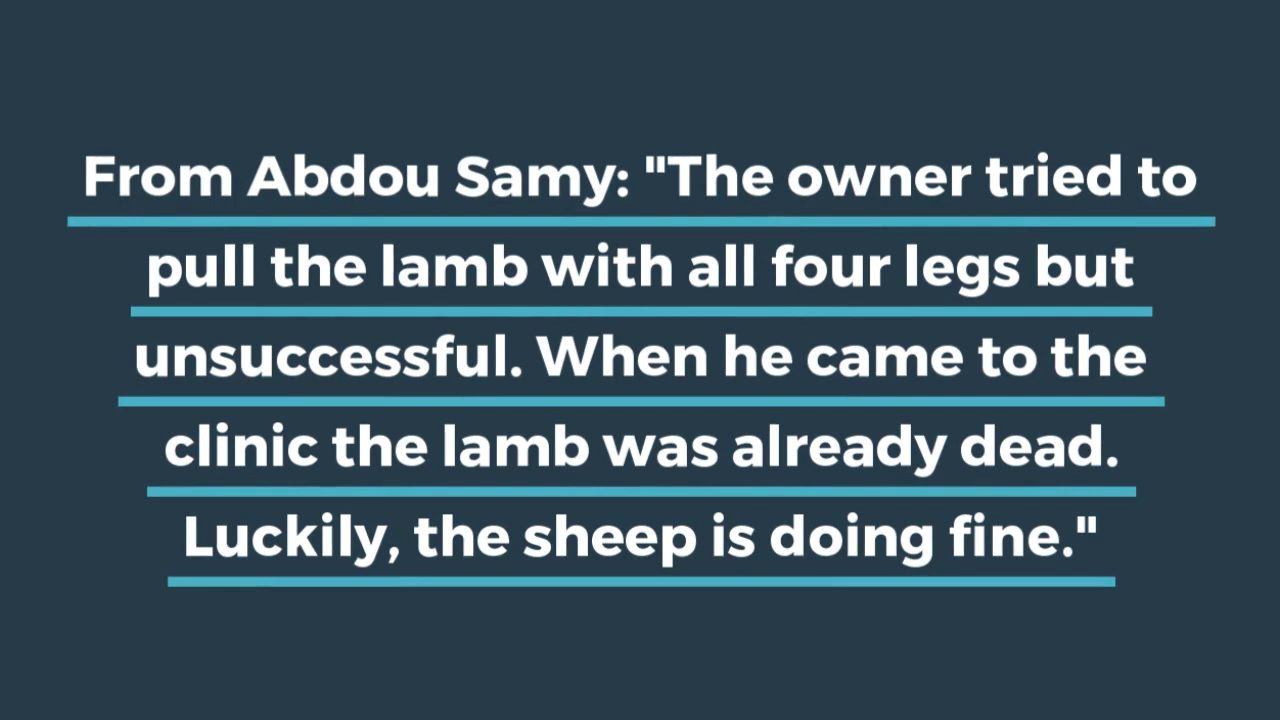 From Abdou Samy: "The owner tried to
pull the lamb with all four legs but
unsuccessful. When he came to the
clinic the lamb was already dead.
Luckily, the sheep is doing fine."